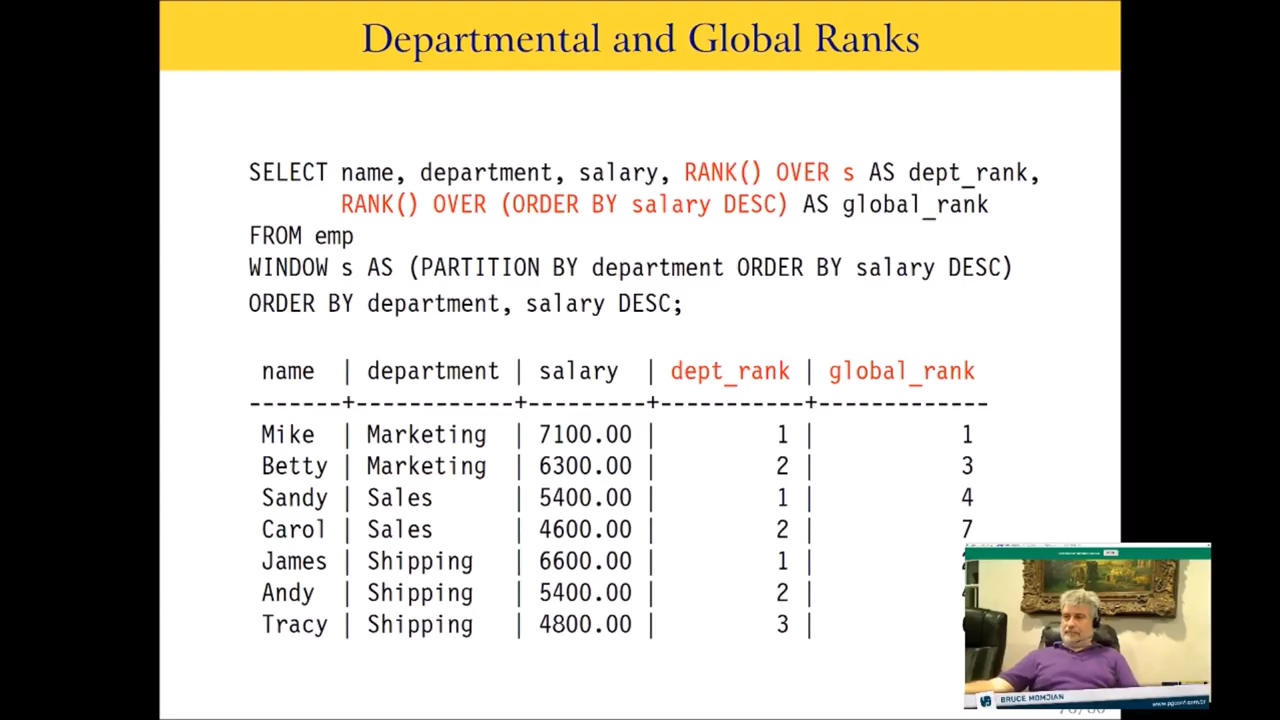 Departmental and Global Ranks
SELECT name, department, salary, RANK() OVER s AS dept_rank,
RANK() OVER (ORDER BY salary DESC) AS global_rank
FROM emp
WINDOW s AS (PARTITION BY department ORDER BY salary DESC)
ORDER BY department, salary DESC;
name | department | salary | dept_rank | global_rank
-------+------------+---------+-----------+-------------
Mike | Marketing | 7100.00 | 1 | 1
Betty | Marketing | 6300.00 | 2 | 3
Sandy | Sales | 5400.00 | 1 | 4
Carol | Sales | 4600.00 | 2 | 7
James | Shipping | 6600.00 | 1 |
Andy | Shipping | 5400.00 | 2 |
Tracy | Shipping | 4800.00 | 3 |
BRUCE MOMJIAN
www.pgconf.com.br